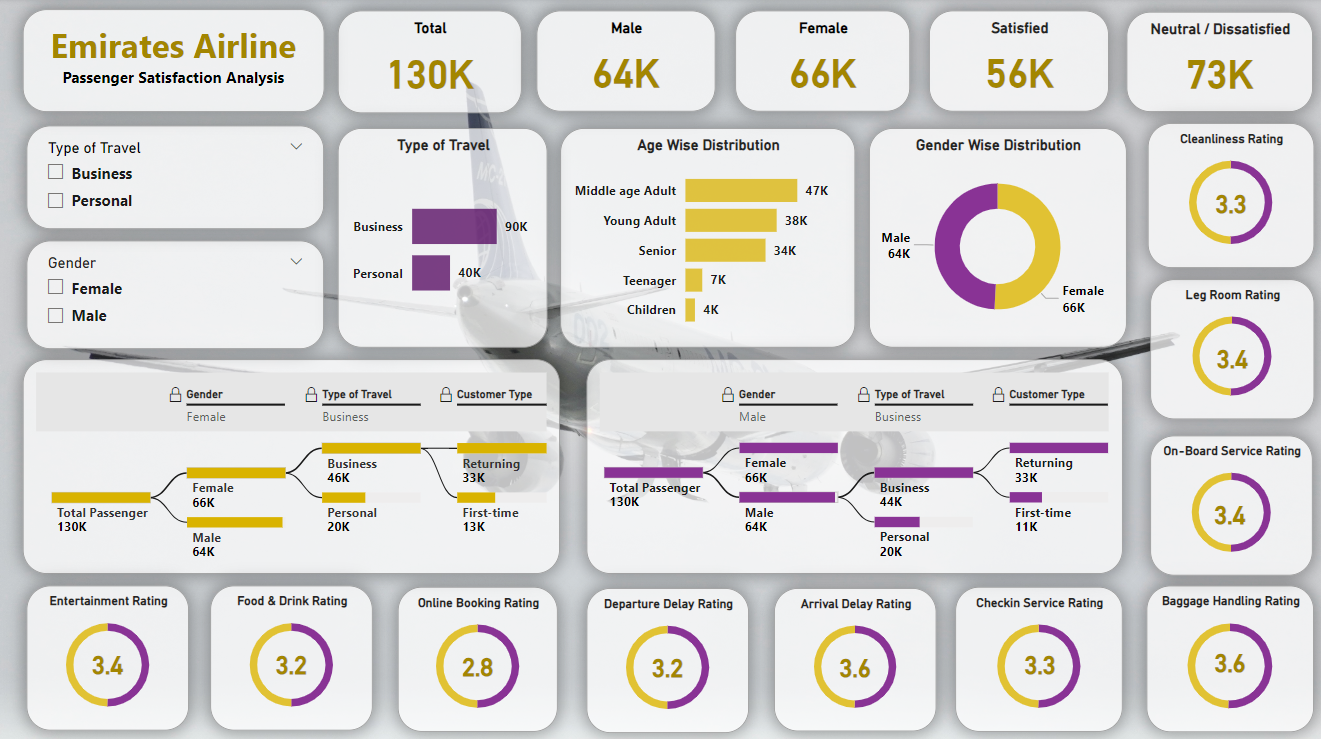 Emirates Airline
Passenger Satisfaction Analysis
Total
130K
Male
64K
Female
66K
Satisfied
56K
Neutral / Dissatisfied
73K
Type of Travel
Business
Personal
Gender
Female
Male
Type of Travel
Business 90K
Personal 40K
Age Wise Distribution
Middle age Adult 47K
Young Adult 38K
Senior 34K
Teenager 7K
Children 4K
Gender Wise Distribution
Male
64K
Female
66K
Cleanliness Rating
3.3
Leg Room Rating
3.4
On-Board Service Rating
3.4
Gender
Female
Type of Travel
Business
Customer Type
Total Passenger
130K
Female
66K
Male
64K
Business
46K
Personal
20K
Returning
33K
First-time
13K
Gender
Male
Type of Travel
Business
Customer Type
Total Passenger
130K
Female
66K
Male
64K
Business
44K
Personal
20K
Returning
33K
First-time
11K
Entertainment Rating
3.4
Food & Drink Rating
3.2
Online Booking Rating
2.8
Departure Delay Rating
3.2
Arrival Delay Rating
3.6
Checkin Service Rating
3.3
Baggage Handling Rating
3.6